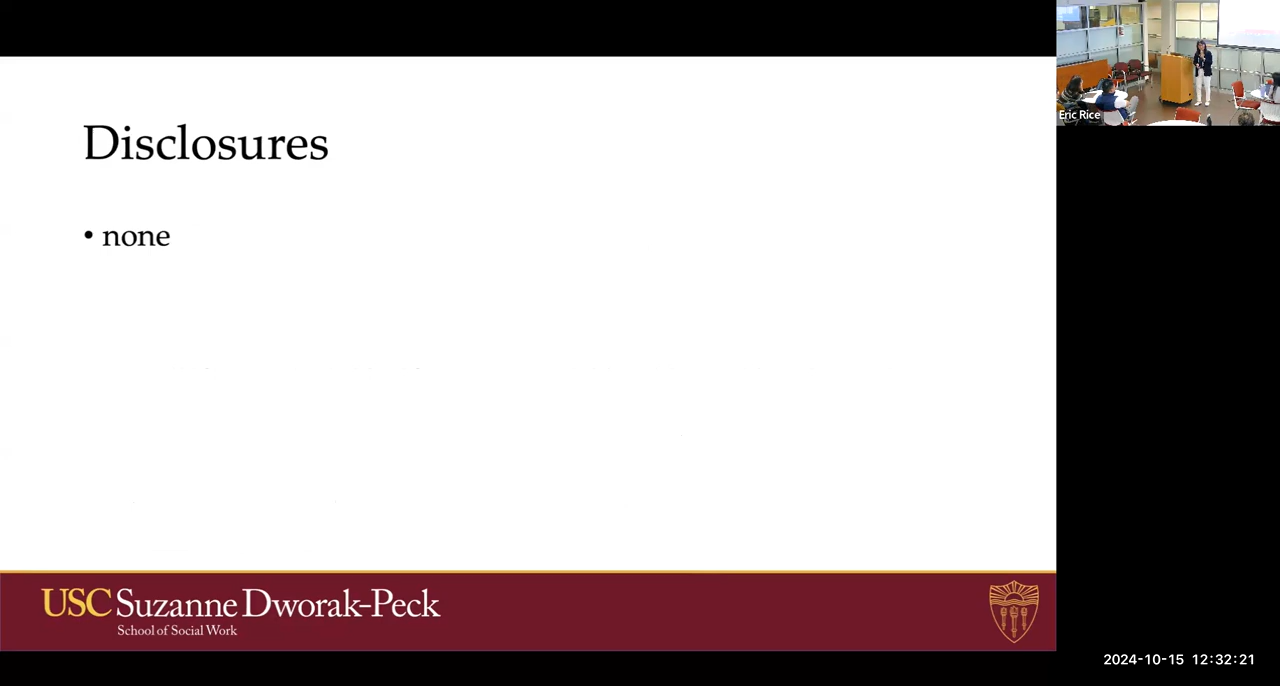 Disclosures
• none
Eric Rice
USC Suzanne Dworak-Peck
School of Social Work
2024-10-15 12:32:21